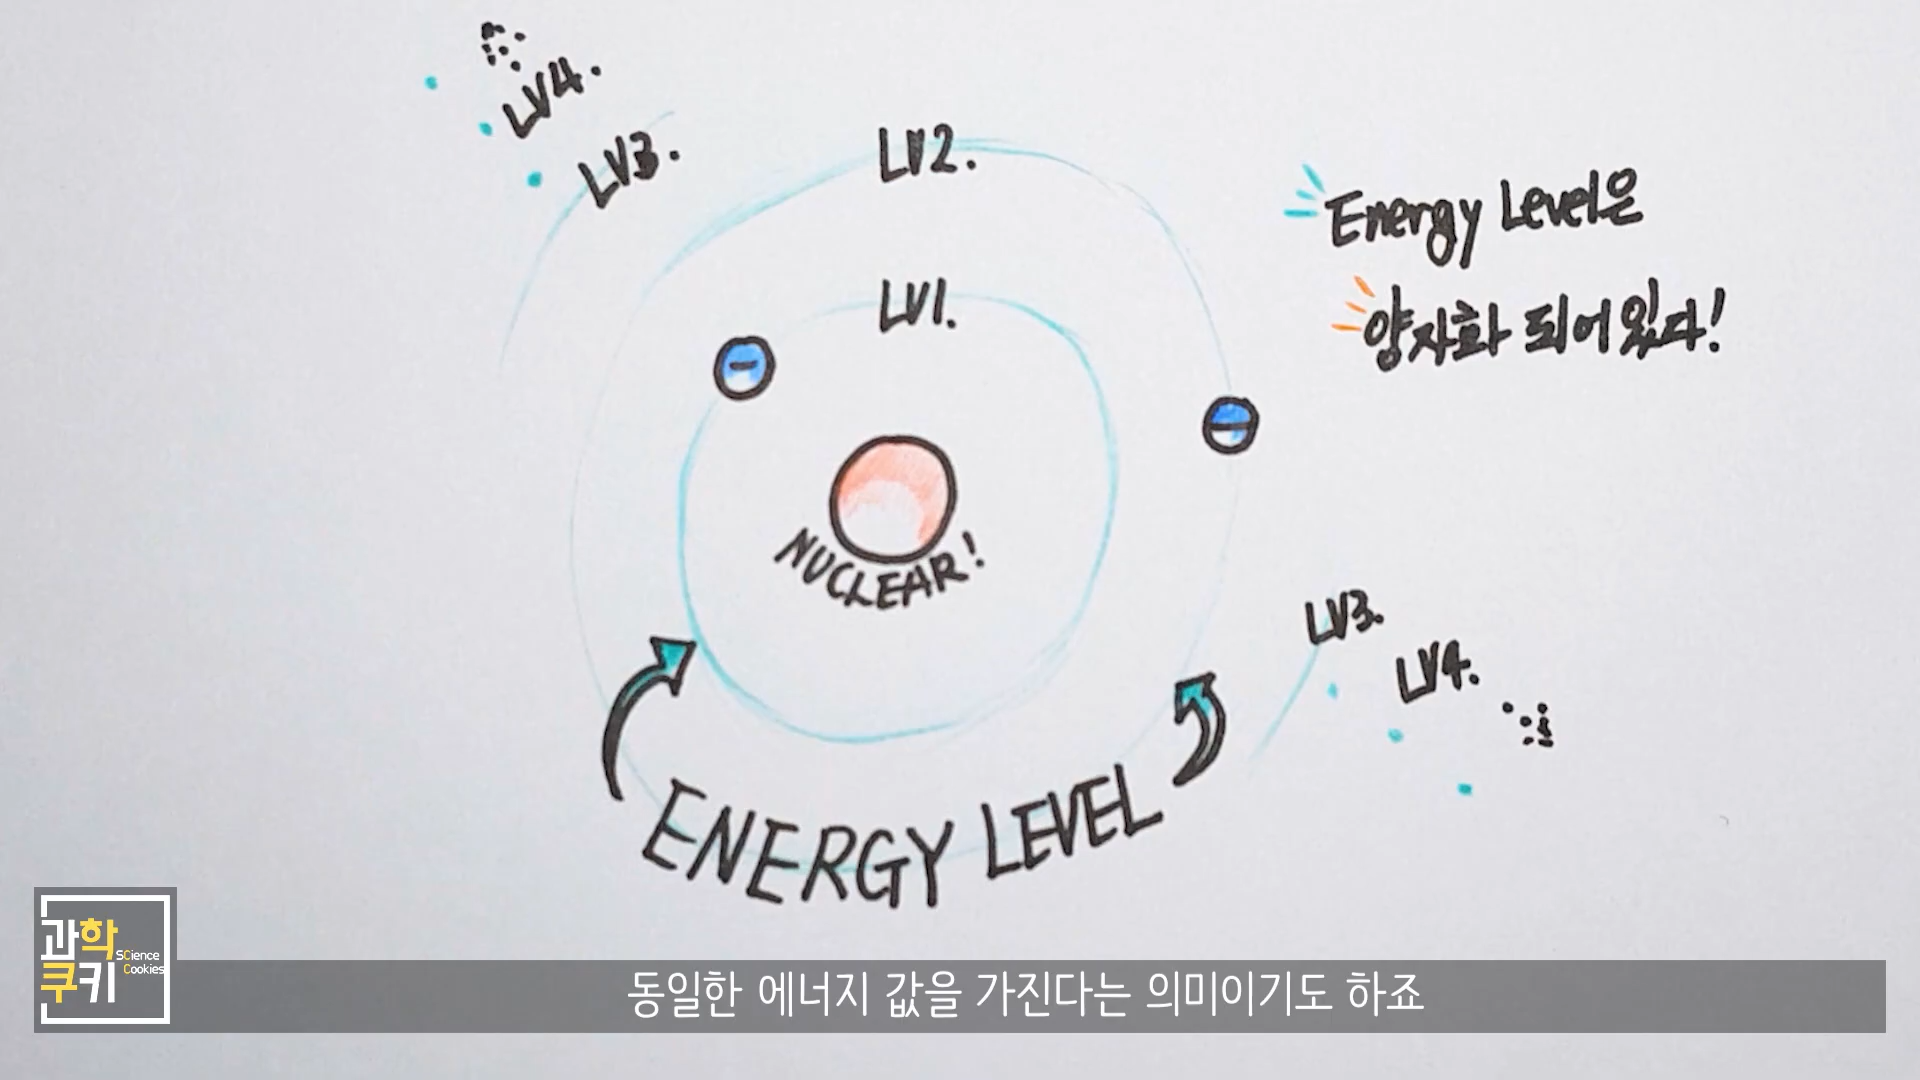 LV4.
LV3.
LV2.
LV1.
Energy Level은
양자화 되어 있다!
NUCLEAR!
LV3.
LV4.
ENERGY LEVEL
과학
쿠키
SCience
Cookies
동일한 에너지 값을 가진다는 의미이기도 하죠